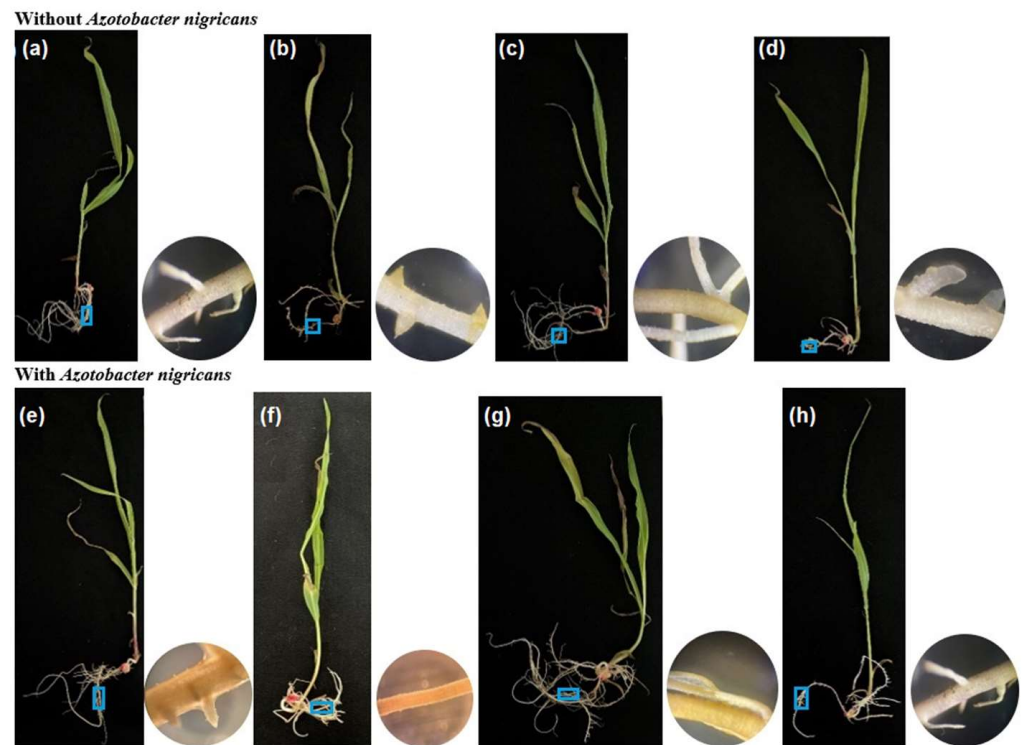 Without Azotobacter nigricans
(a) (b) (c) (d)
With Azotobacter nigricans
(e) (f) (g) (h)